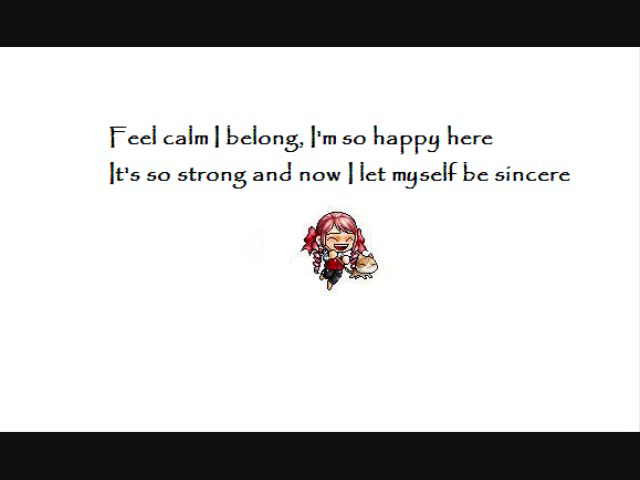 Feel calm I belong, I'm so happy here
It's so strong and now I let myself be sincere